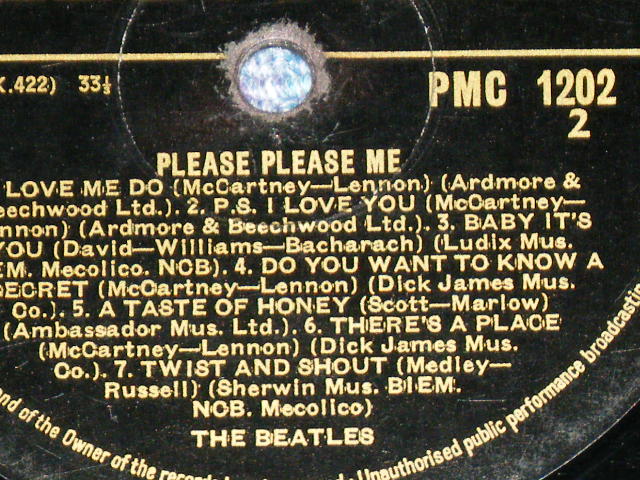 K.422) 33⅓
PMC 1202
2
PLEASE PLEASE ME
LOVE ME DO (McCartney—Lennon) (Ardmore &
eechwood Ltd.). 2. P.S. I LOVE YOU (McCartney—
nnon) (Ardmore & Beechwood Ltd.). 3. BABY IT'S
YOU (David—Williams—Bacharach) (Ludix Mus.
EM. Mecolico. NCB). 4. DO YOU WANT TO KNOW A
SECRET (McCartney—Lennon) (Dick James Mus.
Co.). 5. A TASTE OF HONEY (Scott—Marlow)
(Ambassador Mus. Ltd.). 6. THERE'S A PLACE
(McCartney—Lennon) (Dick James Mus.
Co.). 7. TWIST AND SHOUT (Medley—
Russell) (Sherwin Mus. BIEM.
NCB. Mecolico)
THE BEATLES
and of the Owner of the recorded Unauthorised public performance broadcasting